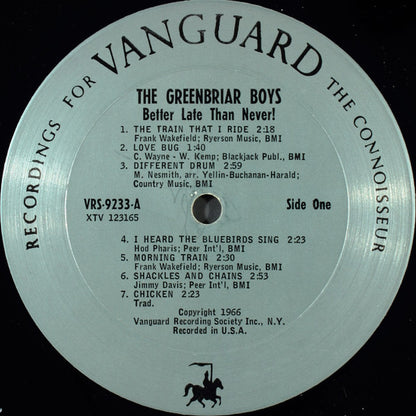 RECORDINGS FOR VANGUARD THE CONNOISSEUR
THE GREENBRIAR BOYS
Better Late Than Never!
1. THE TRAIN THAT I RIDE 2:18
Frank Wakefield; Ryerson Music, BMI
2. LOVE BUG 1:40
C. Wayne - W. Kemp; Blackjack Publ., BMI
3. DIFFERENT DRUM 2:59
M. Nesmith, arr. Yellin-Buchanan-Harald;
Country Music, BMI
VRS-9233-A
Side One
XTV 123165
4. I HEARD THE BLUEBIRDS SING 2:23
Hod Pharis; Peer Int'l, BMI
5. MORNING TRAIN 2:30
Frank Wakefield; Ryerson Music, BMI
6. SHACKLES AND CHAINS 2:53
Jimmy Davis; Peer Int'l, BMI
7. CHICKEN 2:23
Trad.
Copyright 1966
Vanguard Recording Society Inc., N.Y.
Recorded in U.S.A.